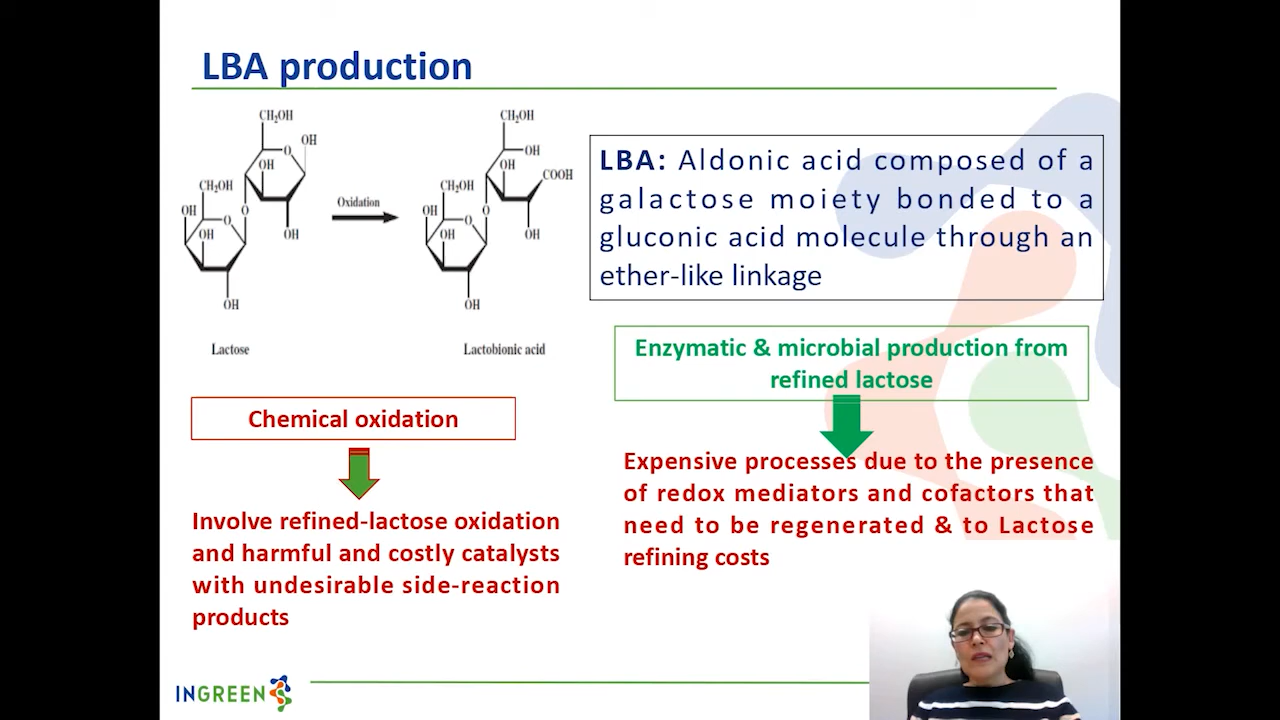 LBA production
CH₂OH
OH
O
OH
CH₂OH
OH
O
O
OH
OH
OH
Lactose
Oxidation
CH₂OH
OH
OH
COOH
CH₂OH
OH
O
O
OH
OH
OH
Lactobionic acid
LBA: Aldonic acid composed of a
galactose moiety bonded to a
gluconic acid molecule through an
ether-like linkage
Chemical oxidation
Involve refined-lactose oxidation
and harmful and costly catalysts
with undesirable side-reaction
products
Enzymatic & microbial production from
refined lactose
Expensive processes due to the presence
of redox mediators and cofactors that
need to be regenerated & to Lactose
refining costs
INGREEN